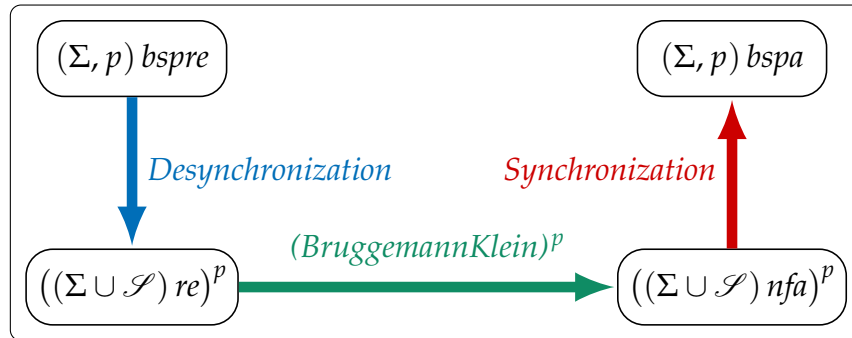 (Σ, p) bspre
(Σ, p) bspa
Desynchronization
Synchronization
(BruggemannKlein)^p
((Σ ∪ 𝒮) re)^p
((Σ ∪ 𝒮) nfa)^p